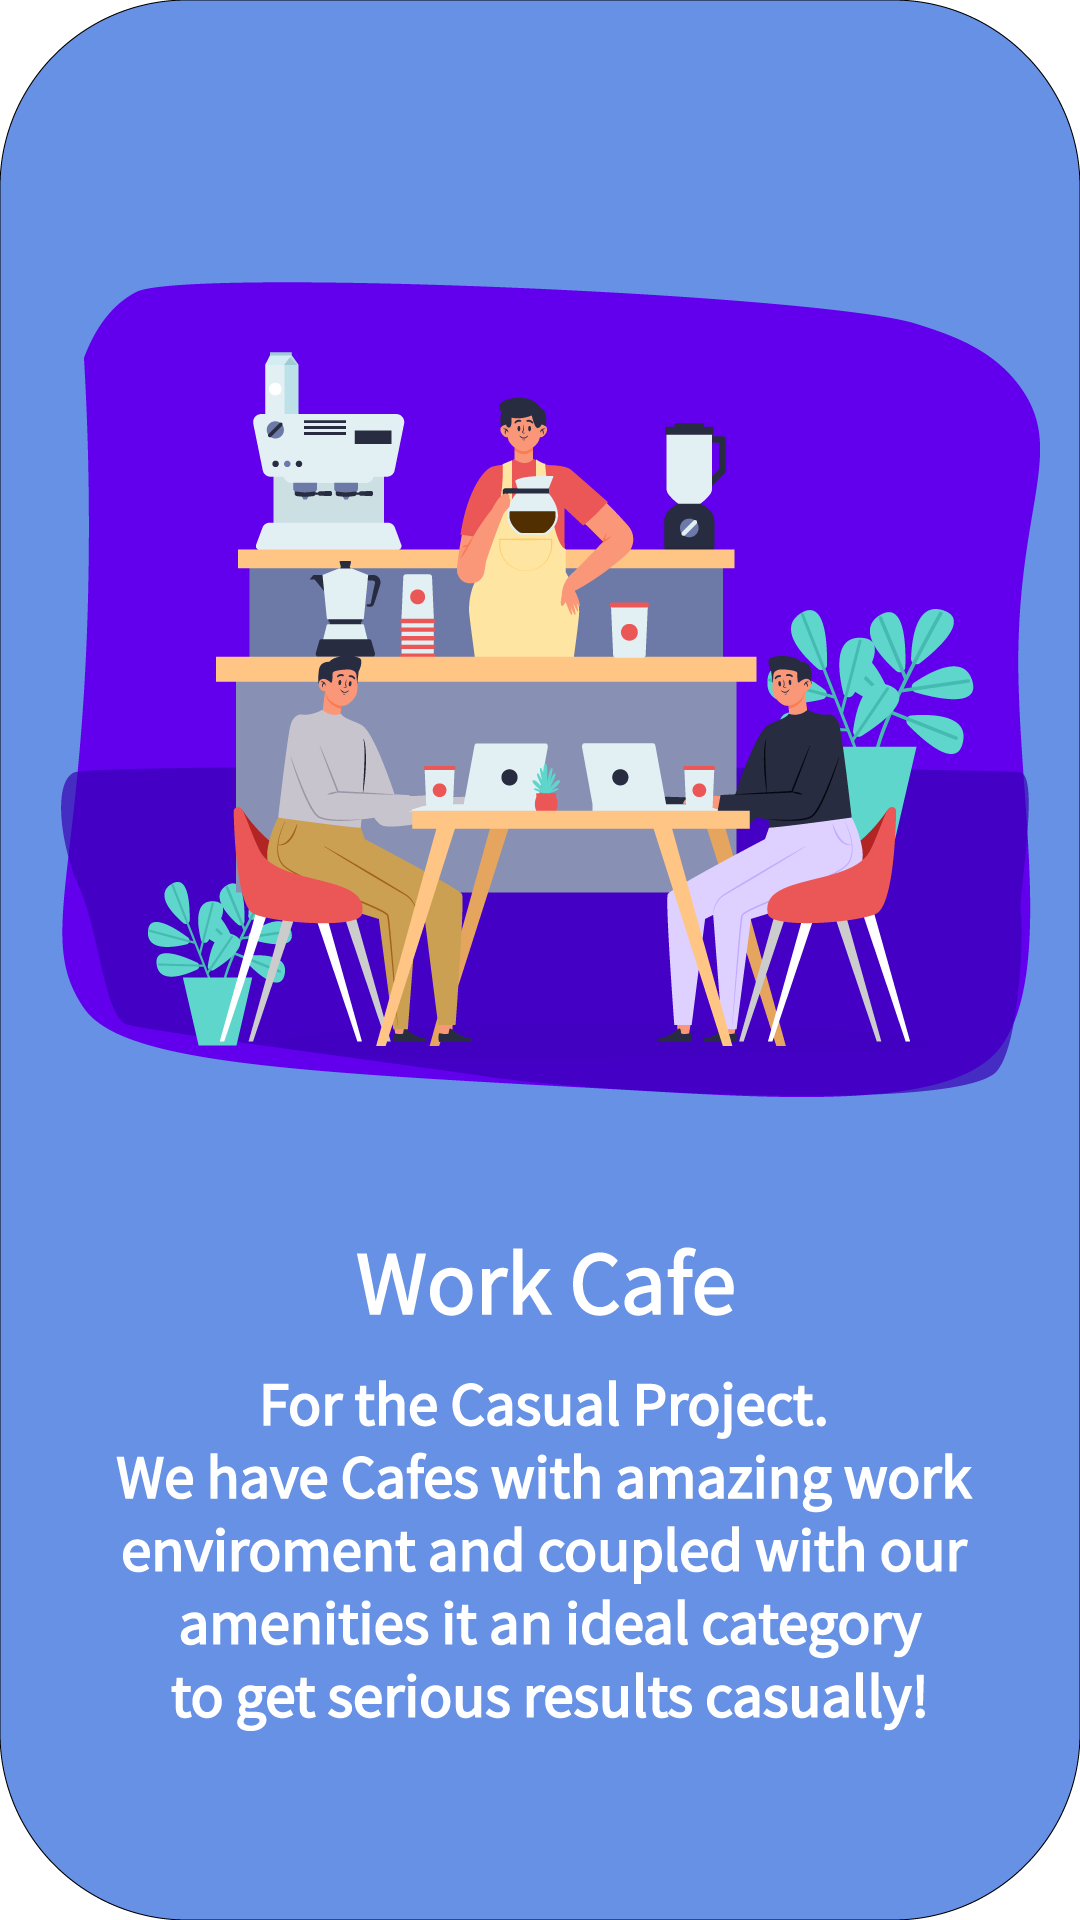 Work Cafe
For the Casual Project.
We have Cafes with amazing work
enviroment and coupled with our
amenities it an ideal category
to get serious results casually!